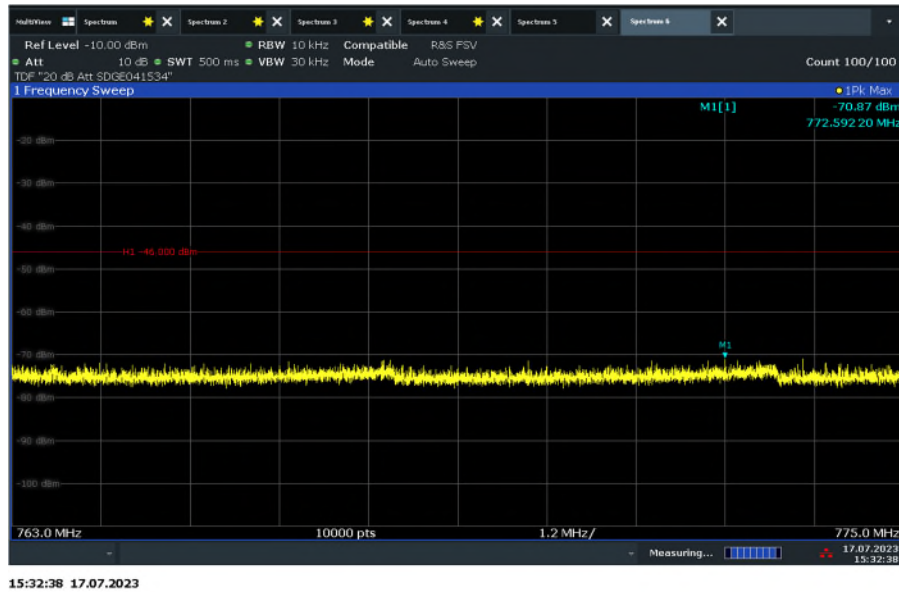 MultiView Spectrum Spectrum 2 Spectrum 3 Spectrum 4 Spectrum 5 Spectrum 6
Ref Level -10.00 dBm RBW 10 kHz Compatible R&S FSV
Att 10 dB SWT 500 ms VBW 30 kHz Mode Auto Sweep Count 100/100
TDF "20 dB Att SDGE041534"
1 Frequency Sweep 1Pk Max
M1[1] -70.87 dBm
772.592 20 MHz
-20 dBm
-30 dBm
-40 dBm
H1 -46.000 dBm
-50 dBm
-60 dBm
M1
-70 dBm
-80 dBm
-90 dBm
-100 dBm
763.0 MHz 10000 pts 1.2 MHz/ 775.0 MHz
Measuring... 17.07.2023
15:32:38
15:32:38 17.07.2023